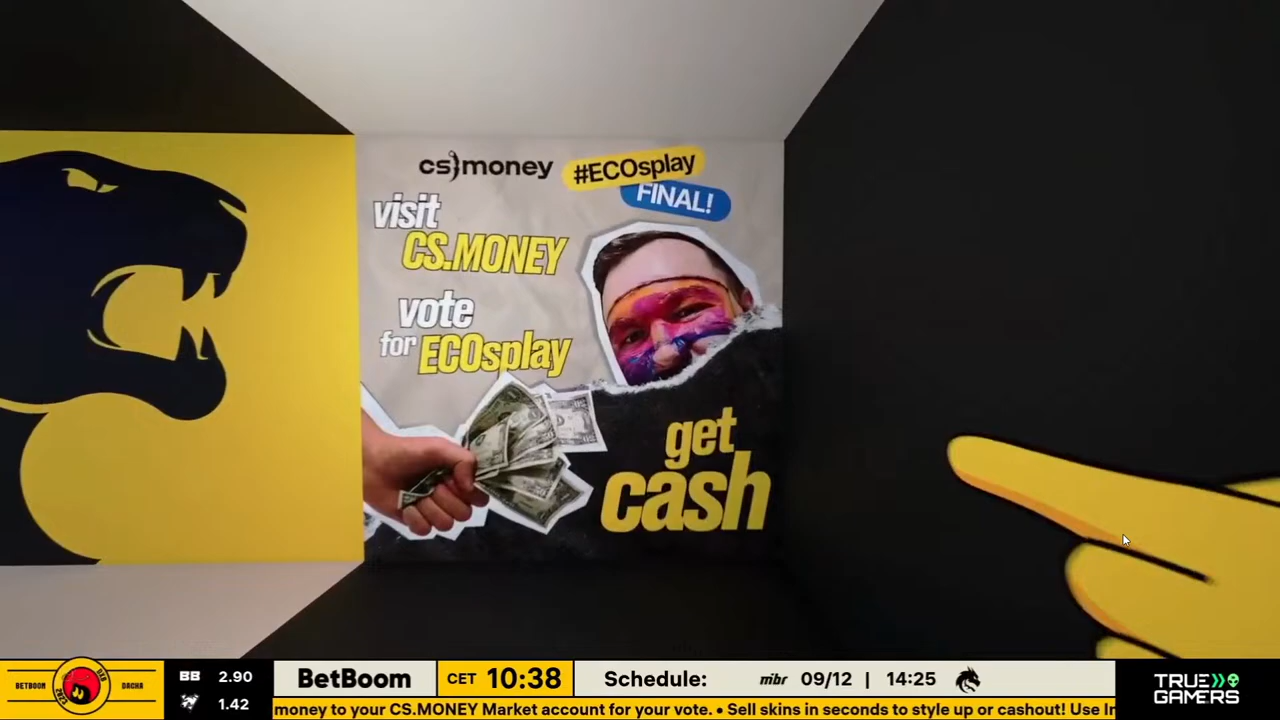 cs money
#ECOsplay
FINAL!
visit
CS.MONEY
vote
for ECOsplay
get
cash
BETBOOM
DACHA
BB 2.90
1.42
BetBoom
CET 10:38
Schedule:
mibr 09/12 | 14:25
TRUE
GAMERS
money to your CS.MONEY Market account for your vote. • Sell skins in seconds to style up or cashout! Use In